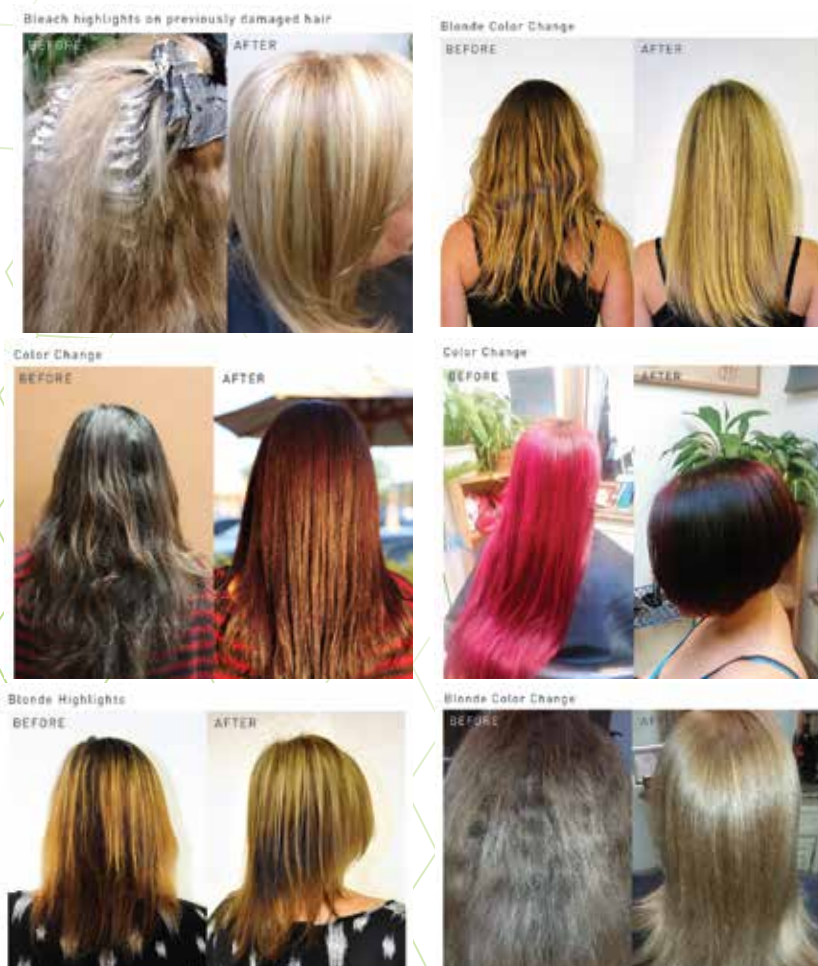 Bleach highlights on previously damaged hair
BEFORE
AFTER
Blonde Color Change
BEFORE
AFTER
Color Change
BEFORE
AFTER
Color Change
BEFORE
AFTER
Blonde Highlights
BEFORE
AFTER
Blonde Color Change
BEFORE
AFTER